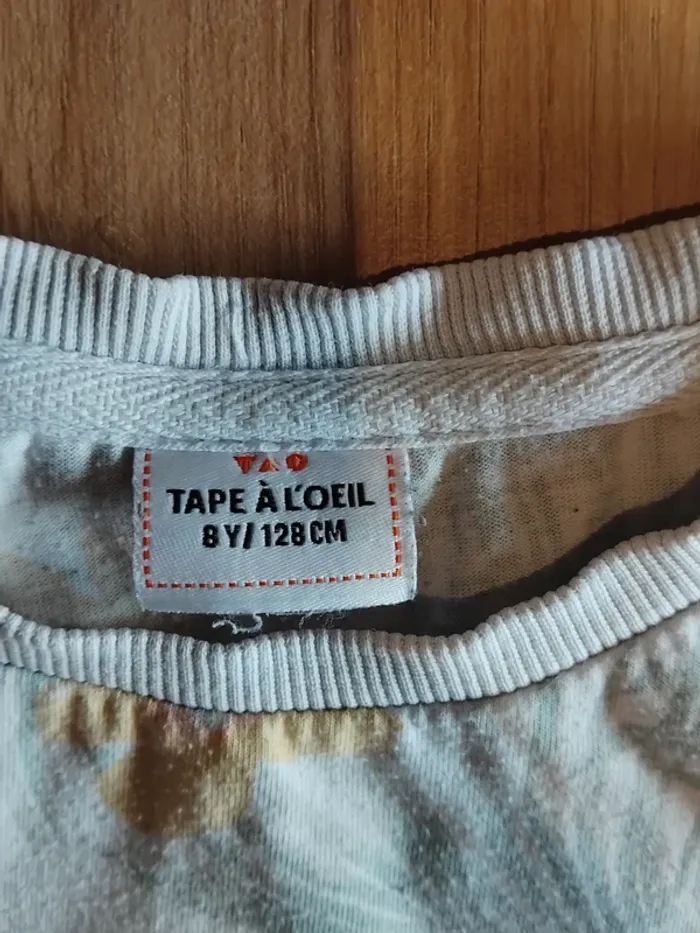 TAO
TAPE À L'OEIL
8 Y/ 128 CM